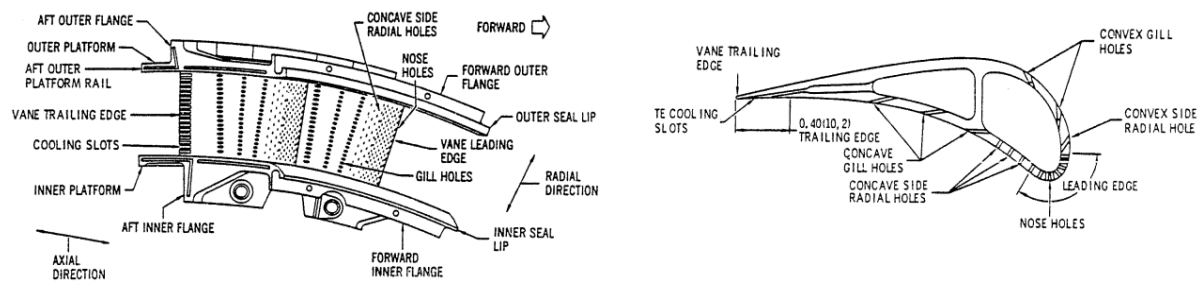 AFT OUTER FLANGE
OUTER PLATFORM
AFT OUTER
PLATFORM RAIL
VANE TRAILING EDGE
COOLING SLOTS
INNER PLATFORM
AFT INNER FLANGE
AXIAL
DIRECTION
CONCAVE SIDE
RADIAL HOLES
FORWARD
NOSE
HOLES
FORWARD
OUTER
FLANGE
OUTER SEAL LIP
VANE LEADING
EDGE
GILL HOLES
RADIAL
DIRECTION
INNER SEAL
LIP
FORWARD
INNER FLANGE
VANE TRAILING
EDGE
TE COOLING
SLOTS
0,40(10,2)
TRAILING EDGE
CONCAVE
GILL HOLES
CONCAVE SIDE
RADIAL HOLES
CONVEX GILL
HOLES
CONVEX SIDE
RADIAL HOLE
LEADING EDGE
NOSE HOLES